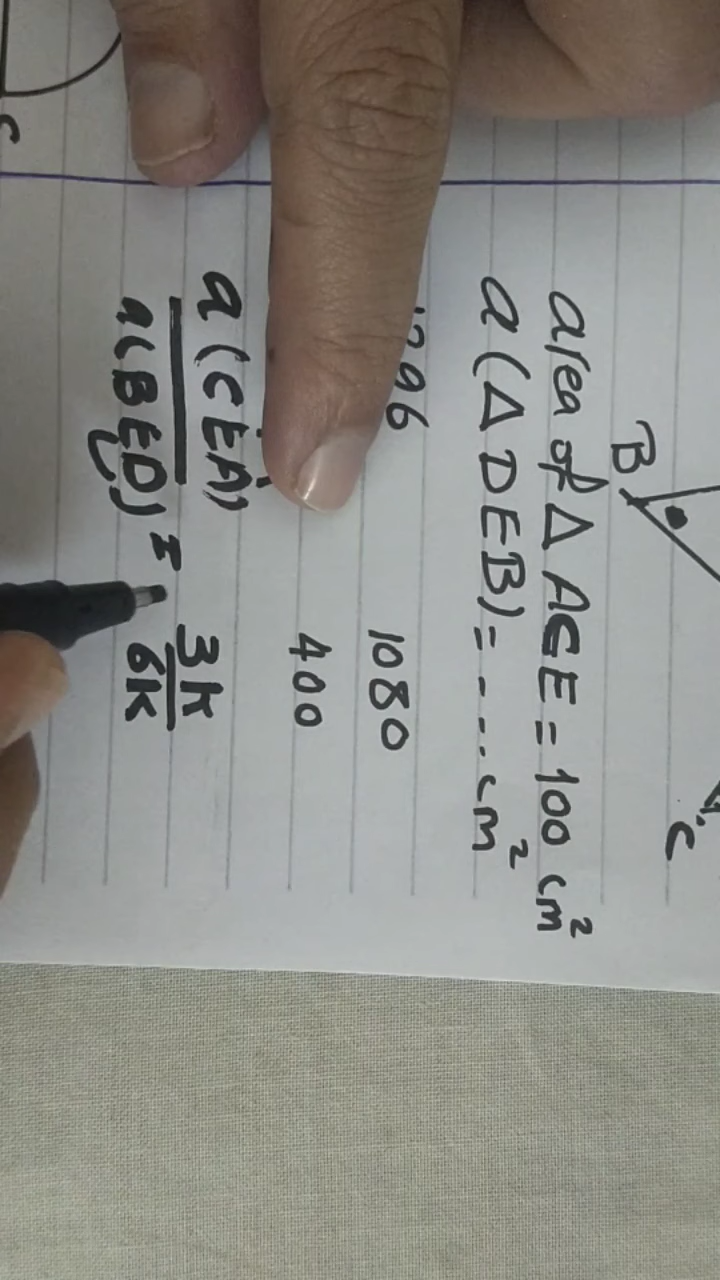 C
B
C
area of Δ ACE = 100 cm²
a (Δ DEB) = - - .. cm²
1080
400
a (CEA)
a (BED) = 3k
6k